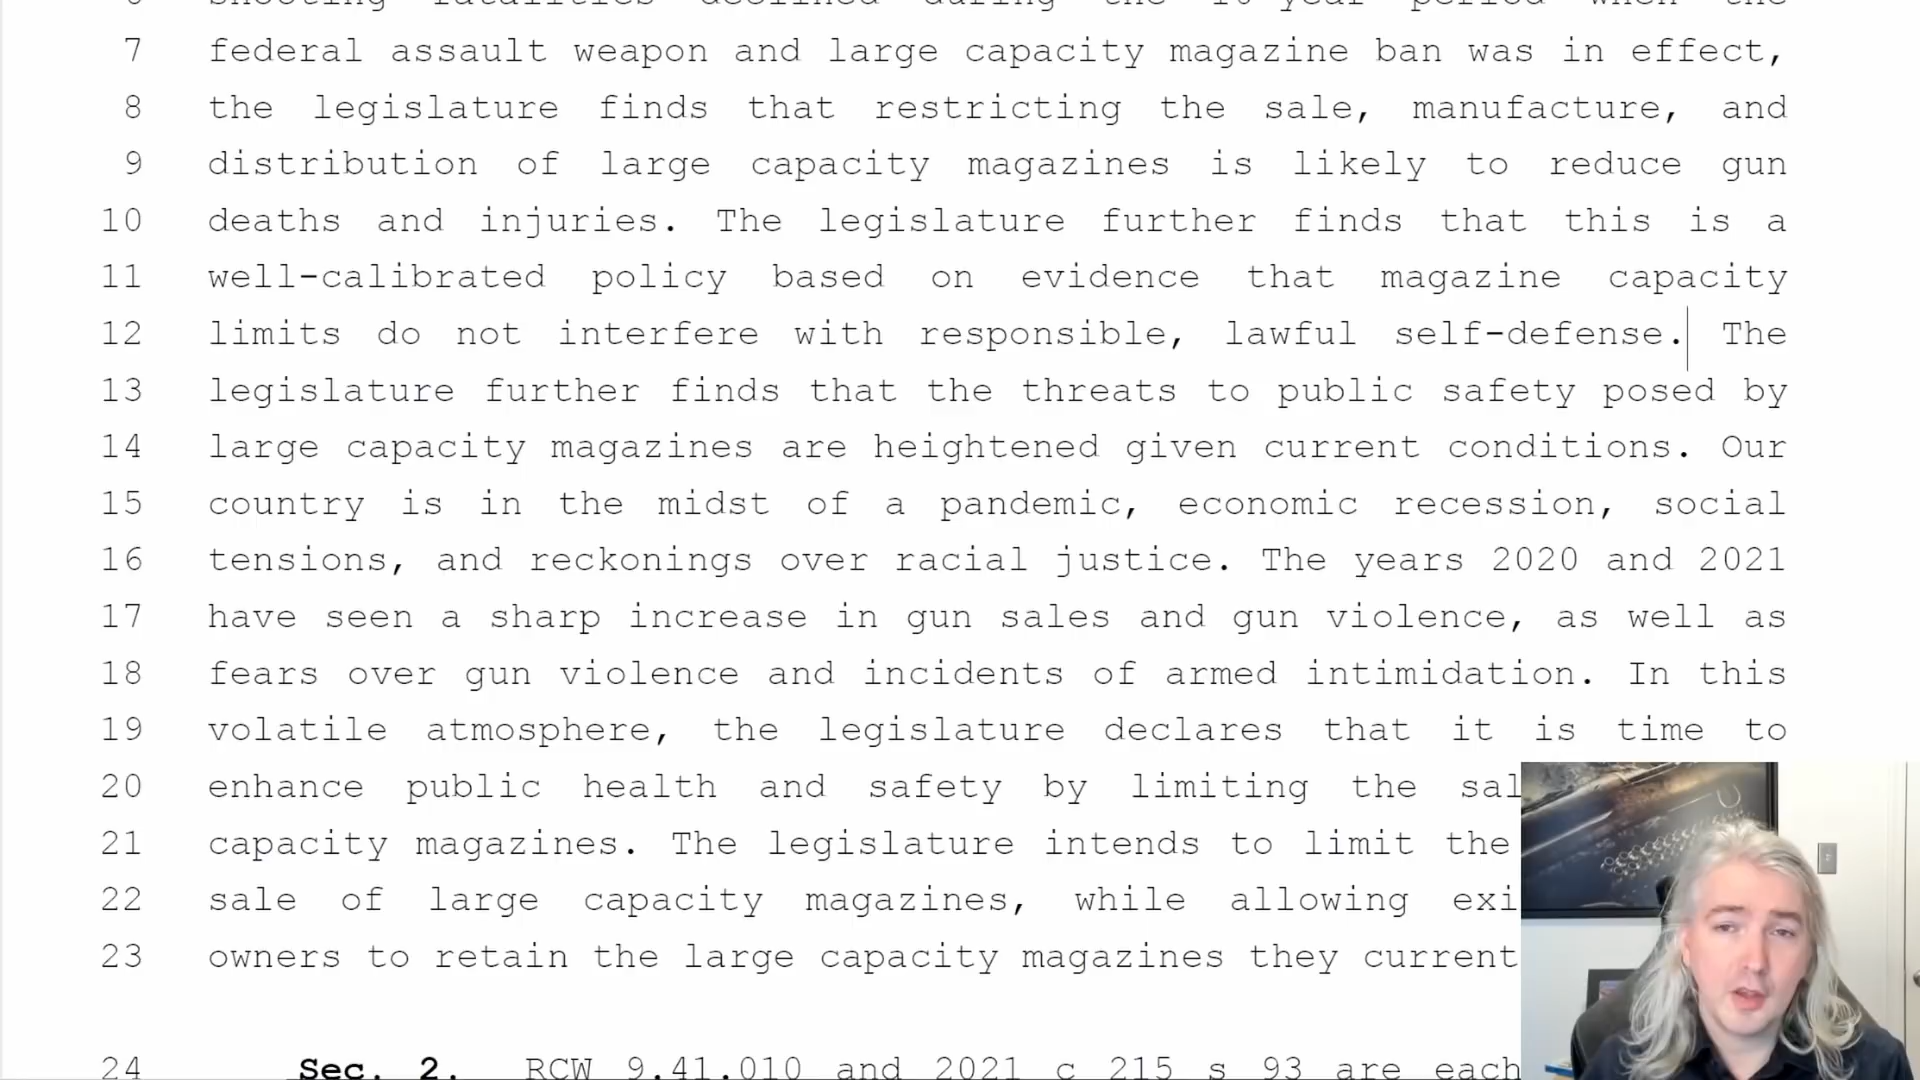 7 federal assault weapon and large capacity magazine ban was in effect,
8 the legislature finds that restricting the sale, manufacture, and
9 distribution of large capacity magazines is likely to reduce gun
10 deaths and injuries. The legislature further finds that this is a
11 well-calibrated policy based on evidence that magazine capacity
12 limits do not interfere with responsible, lawful self-defense. The
13 legislature further finds that the threats to public safety posed by
14 large capacity magazines are heightened given current conditions. Our
15 country is in the midst of a pandemic, economic recession, social
16 tensions, and reckonings over racial justice. The years 2020 and 2021
17 have seen a sharp increase in gun sales and gun violence, as well as
18 fears over gun violence and incidents of armed intimidation. In this
19 volatile atmosphere, the legislature declares that it is time to
20 enhance public health and safety by limiting the
21 capacity magazines. The legislature intends to limit the
22 sale of large capacity magazines, while allowing
23 owners to retain the large capacity magazines they
24 Sec. 2. RCW 9.41.010 and 2021 c 215 s 93 are each